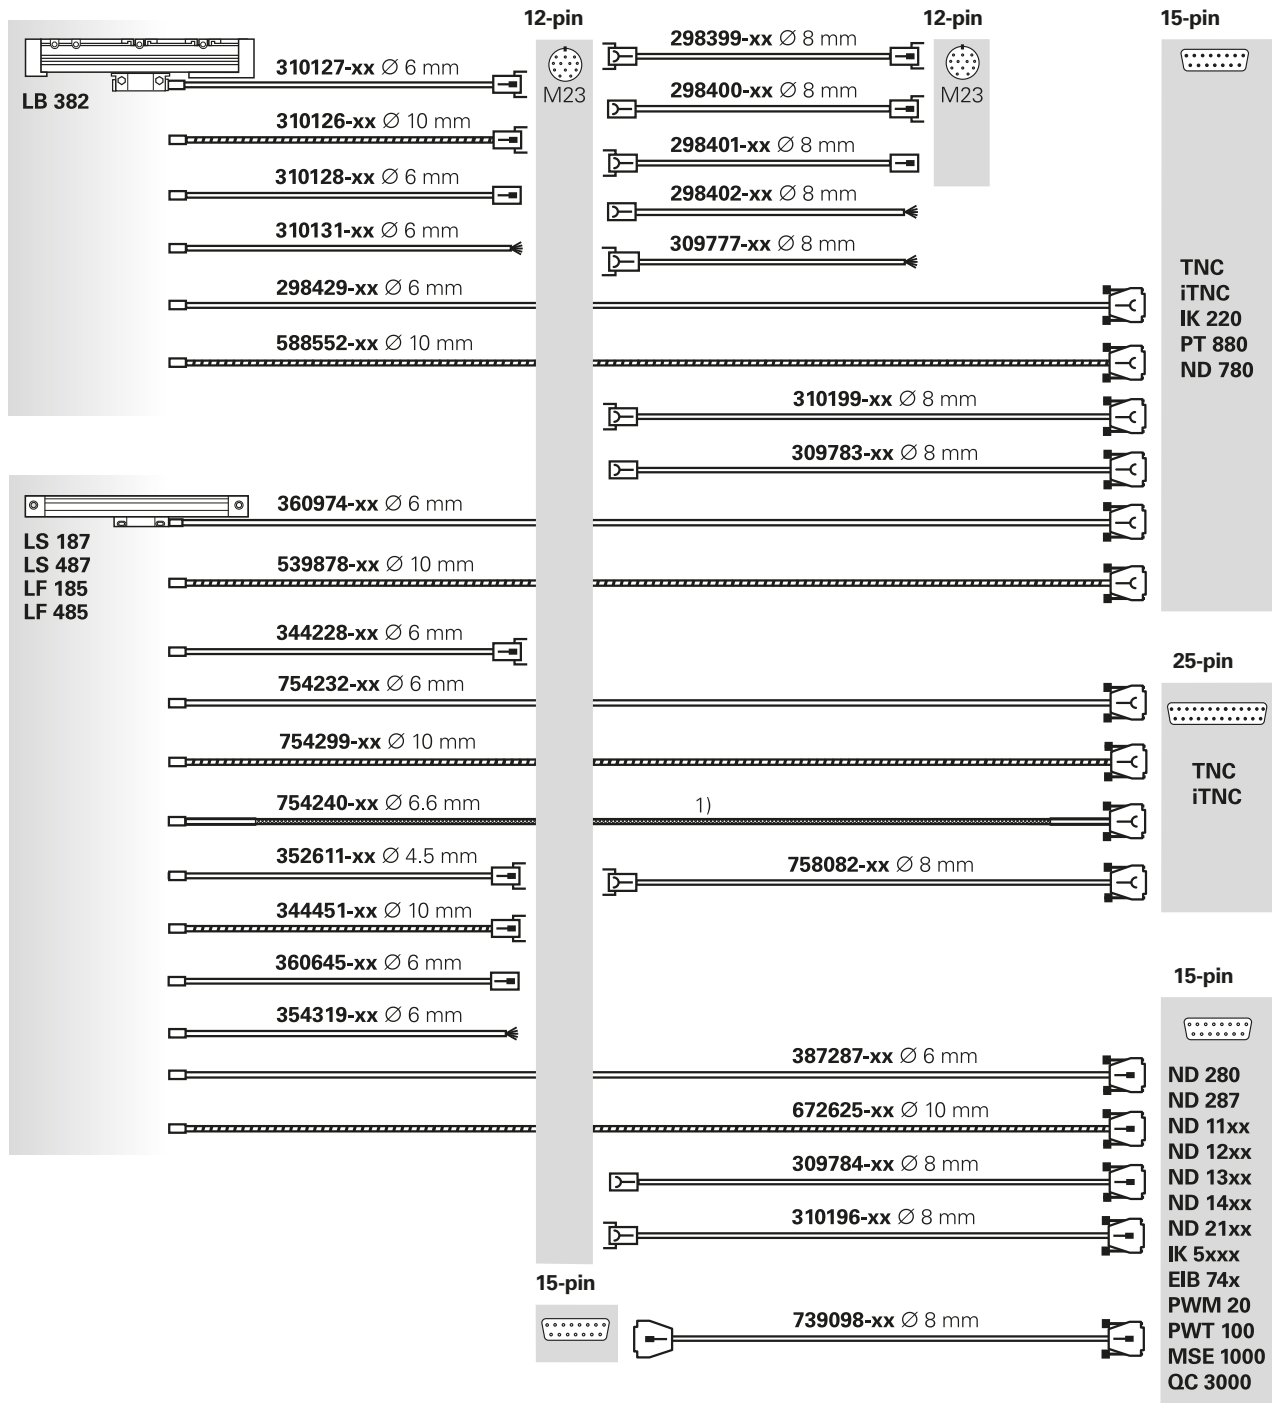 12-pin
12-pin
15-pin
LB 382
310127-xx Ø 6 mm
310126-xx Ø 10 mm
310128-xx Ø 6 mm
310131-xx Ø 6 mm
298429-xx Ø 6 mm
588552-xx Ø 10 mm
M23
298399-xx Ø 8 mm
298400-xx Ø 8 mm
298401-xx Ø 8 mm
298402-xx Ø 8 mm
309777-xx Ø 8 mm
M23
310199-xx Ø 8 mm
309783-xx Ø 8 mm
TNC
iTNC
IK 220
PT 880
ND 780
LS 187
LS 487
LF 185
LF 485
360974-xx Ø 6 mm
539878-xx Ø 10 mm
344228-xx Ø 6 mm
754232-xx Ø 6 mm
754299-xx Ø 10 mm
754240-xx Ø 6.6 mm
1)
352611-xx Ø 4.5 mm
758082-xx Ø 8 mm
344451-xx Ø 10 mm
360645-xx Ø 6 mm
354319-xx Ø 6 mm
25-pin
TNC
iTNC
387287-xx Ø 6 mm
672625-xx Ø 10 mm
309784-xx Ø 8 mm
310196-xx Ø 8 mm
15-pin
739098-xx Ø 8 mm
15-pin
ND 280
ND 287
ND 11xx
ND 12xx
ND 13xx
ND 14xx
ND 21xx
IK 5xxx
EIB 74x
PWM 20
PWT 100
MSE 1000
QC 3000